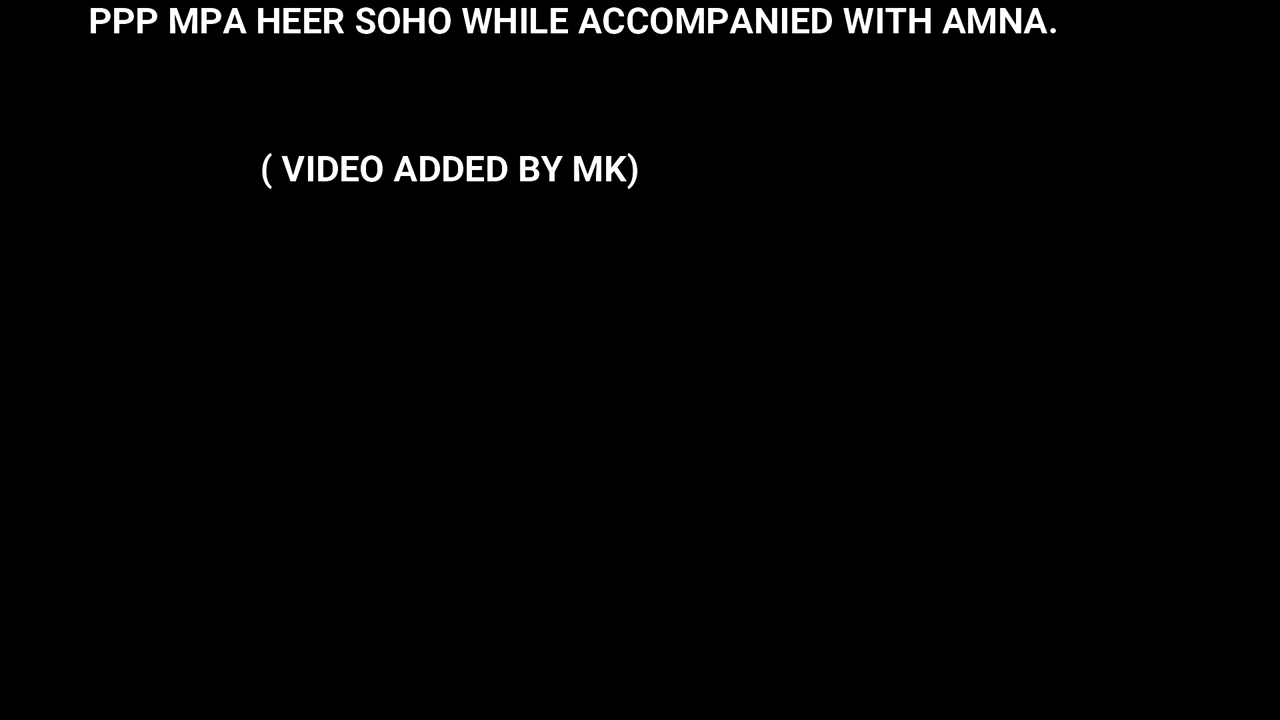 PPP MPA HEER SOHO WHILE ACCOMPANIED WITH AMNA.
( VIDEO ADDED BY MK)